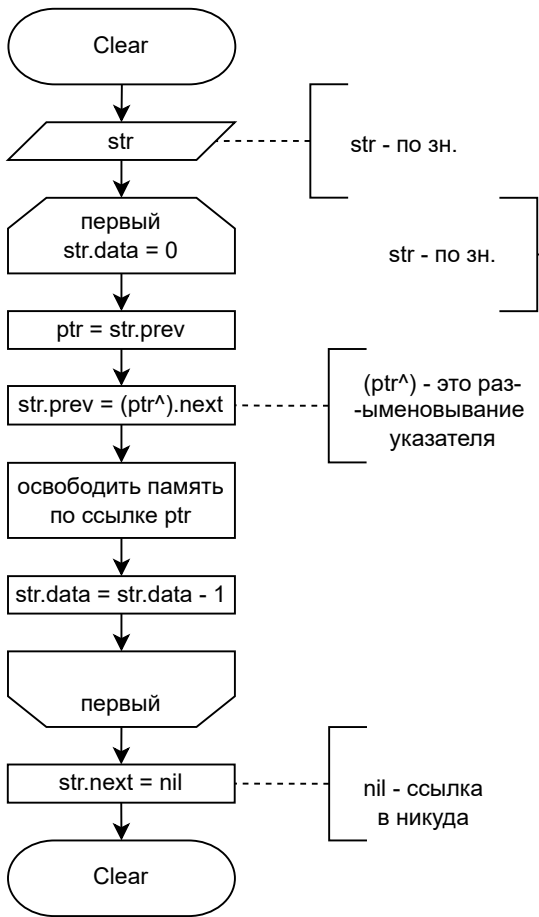 Clear
str
str - по зн.
первый
str.data = 0
str - по зн.
ptr = str.prev
str.prev = (ptr^).next
(ptr^) - это раз-
-ыменовывание
указателя
освободить память
по ссылке ptr
str.data = str.data - 1
первый
str.next = nil
nil - ссылка
в никуда
Clear